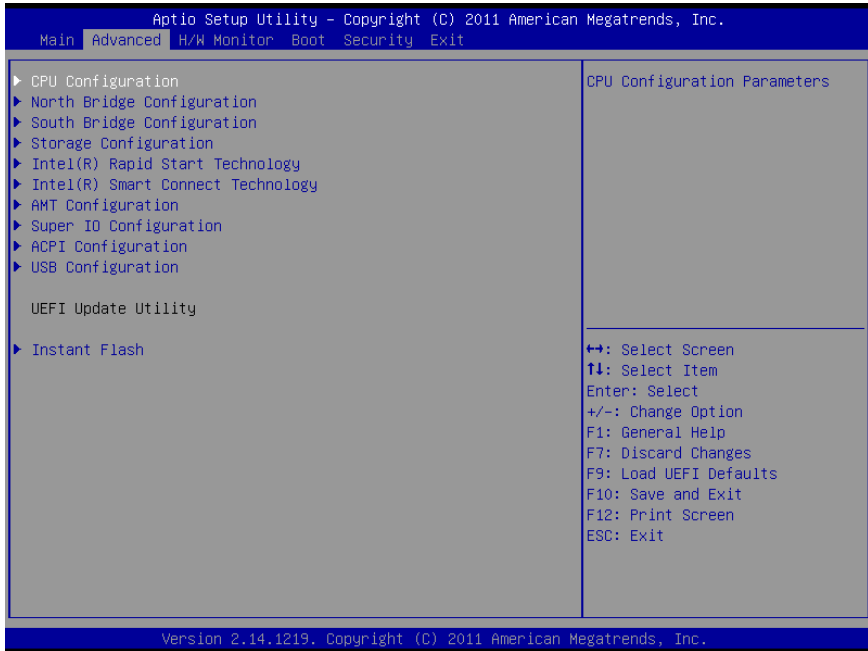 Aptio Setup Utility – Copyright (C) 2011 American Megatrends, Inc.
Main Advanced H/W Monitor Boot Security Exit
▶ CPU Configuration
▶ North Bridge Configuration
▶ South Bridge Configuration
▶ Storage Configuration
▶ Intel(R) Rapid Start Technology
▶ Intel(R) Smart Connect Technology
▶ AMT Configuration
▶ Super IO Configuration
▶ ACPI Configuration
▶ USB Configuration
UEFI Update Utility
▶ Instant Flash
CPU Configuration Parameters
↔: Select Screen
↑↓: Select Item
Enter: Select
+/-: Change Option
F1: General Help
F7: Discard Changes
F9: Load UEFI Defaults
F10: Save and Exit
F12: Print Screen
ESC: Exit
Version 2.14.1219. Copyright (C) 2011 American Megatrends, Inc.